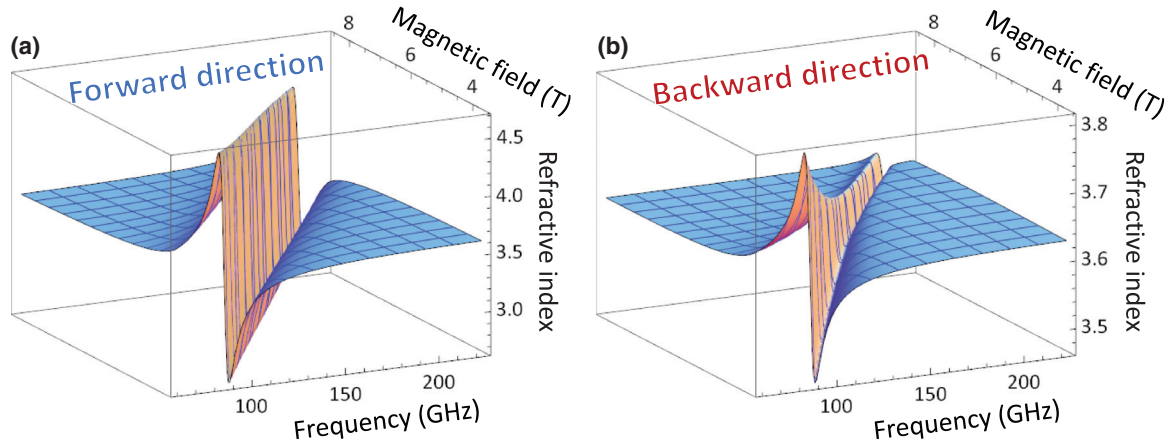 (a)
Forward direction
Magnetic field (T)
8
6
4
4.5
4.0
3.5
3.0
Refractive index
100
150
200
Frequency (GHz)
(b)
Backward direction
Magnetic field (T)
8
6
4
3.8
3.7
3.6
3.5
Refractive index
100
150
200
Frequency (GHz)